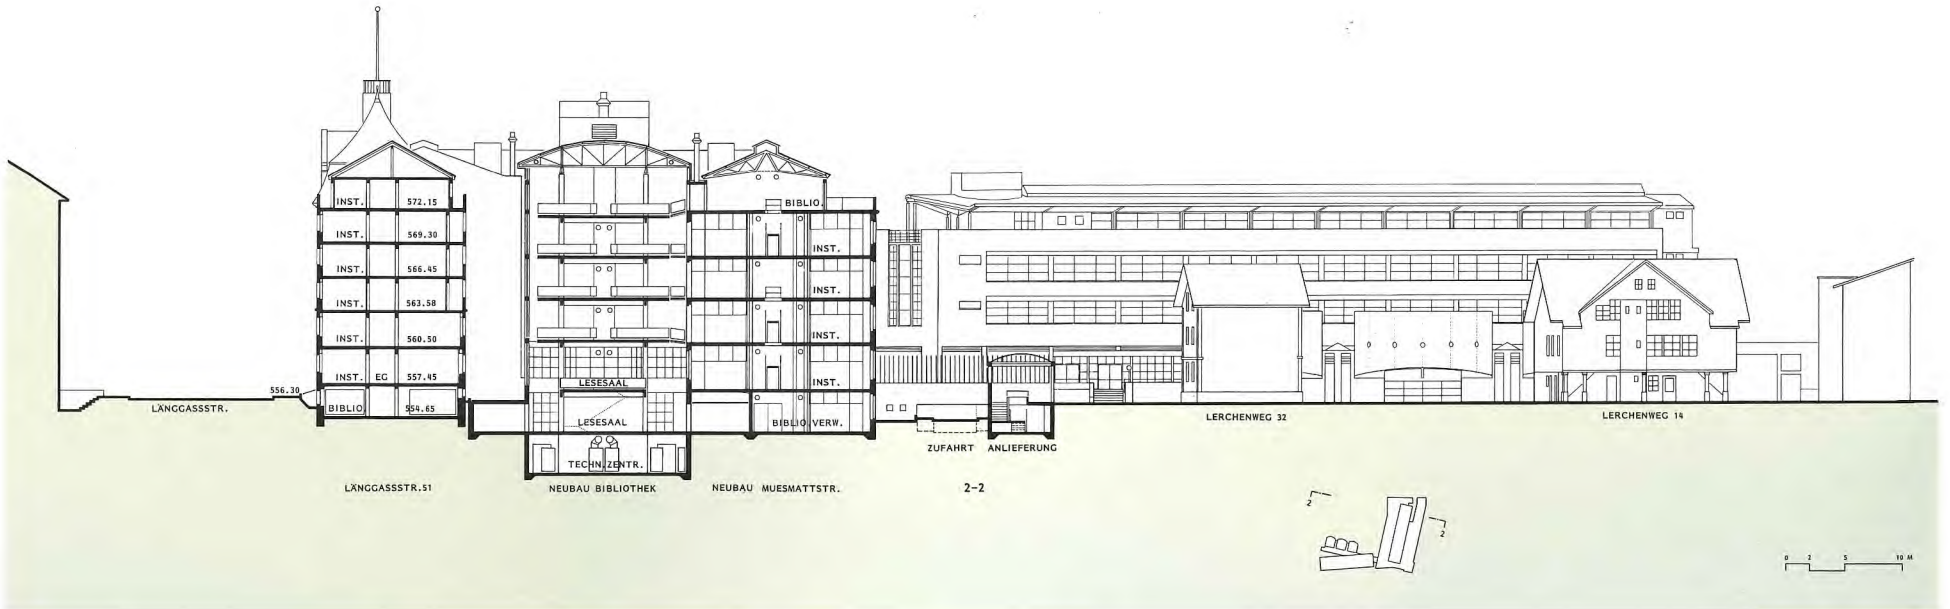 INST. 572.15
INST. 569.30
INST. 566.45
INST. 563.58
INST. 560.50
INST. EG 557.45
BIBLIO 554.65
556.30
LÄNGGASSSTR.
LESESAAL
LESESAAL
TECHN.ZENTR.
BIBLIO.
INST.
INST.
INST.
INST.
BIBLIO.VERW.
ZUFAHRT ANLIEFERUNG
LERCHENWEG 32
LERCHENWEG 14
LÄNGGASSSTR.51
NEUBAU BIBLIOTHEK
NEUBAU MUESMATTSTR.
2-2
2
2
0 2 5 10 M